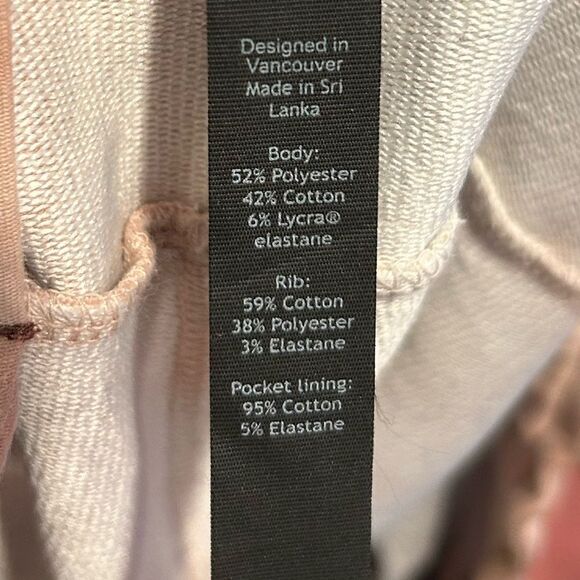 Designed in
Vancouver
Made in Sri
Lanka
Body:
52% Polyester
42% Cotton
6% Lycra®
elastane
Rib:
59% Cotton
38% Polyester
3% Elastane
Pocket lining:
95% Cotton
5% Elastane